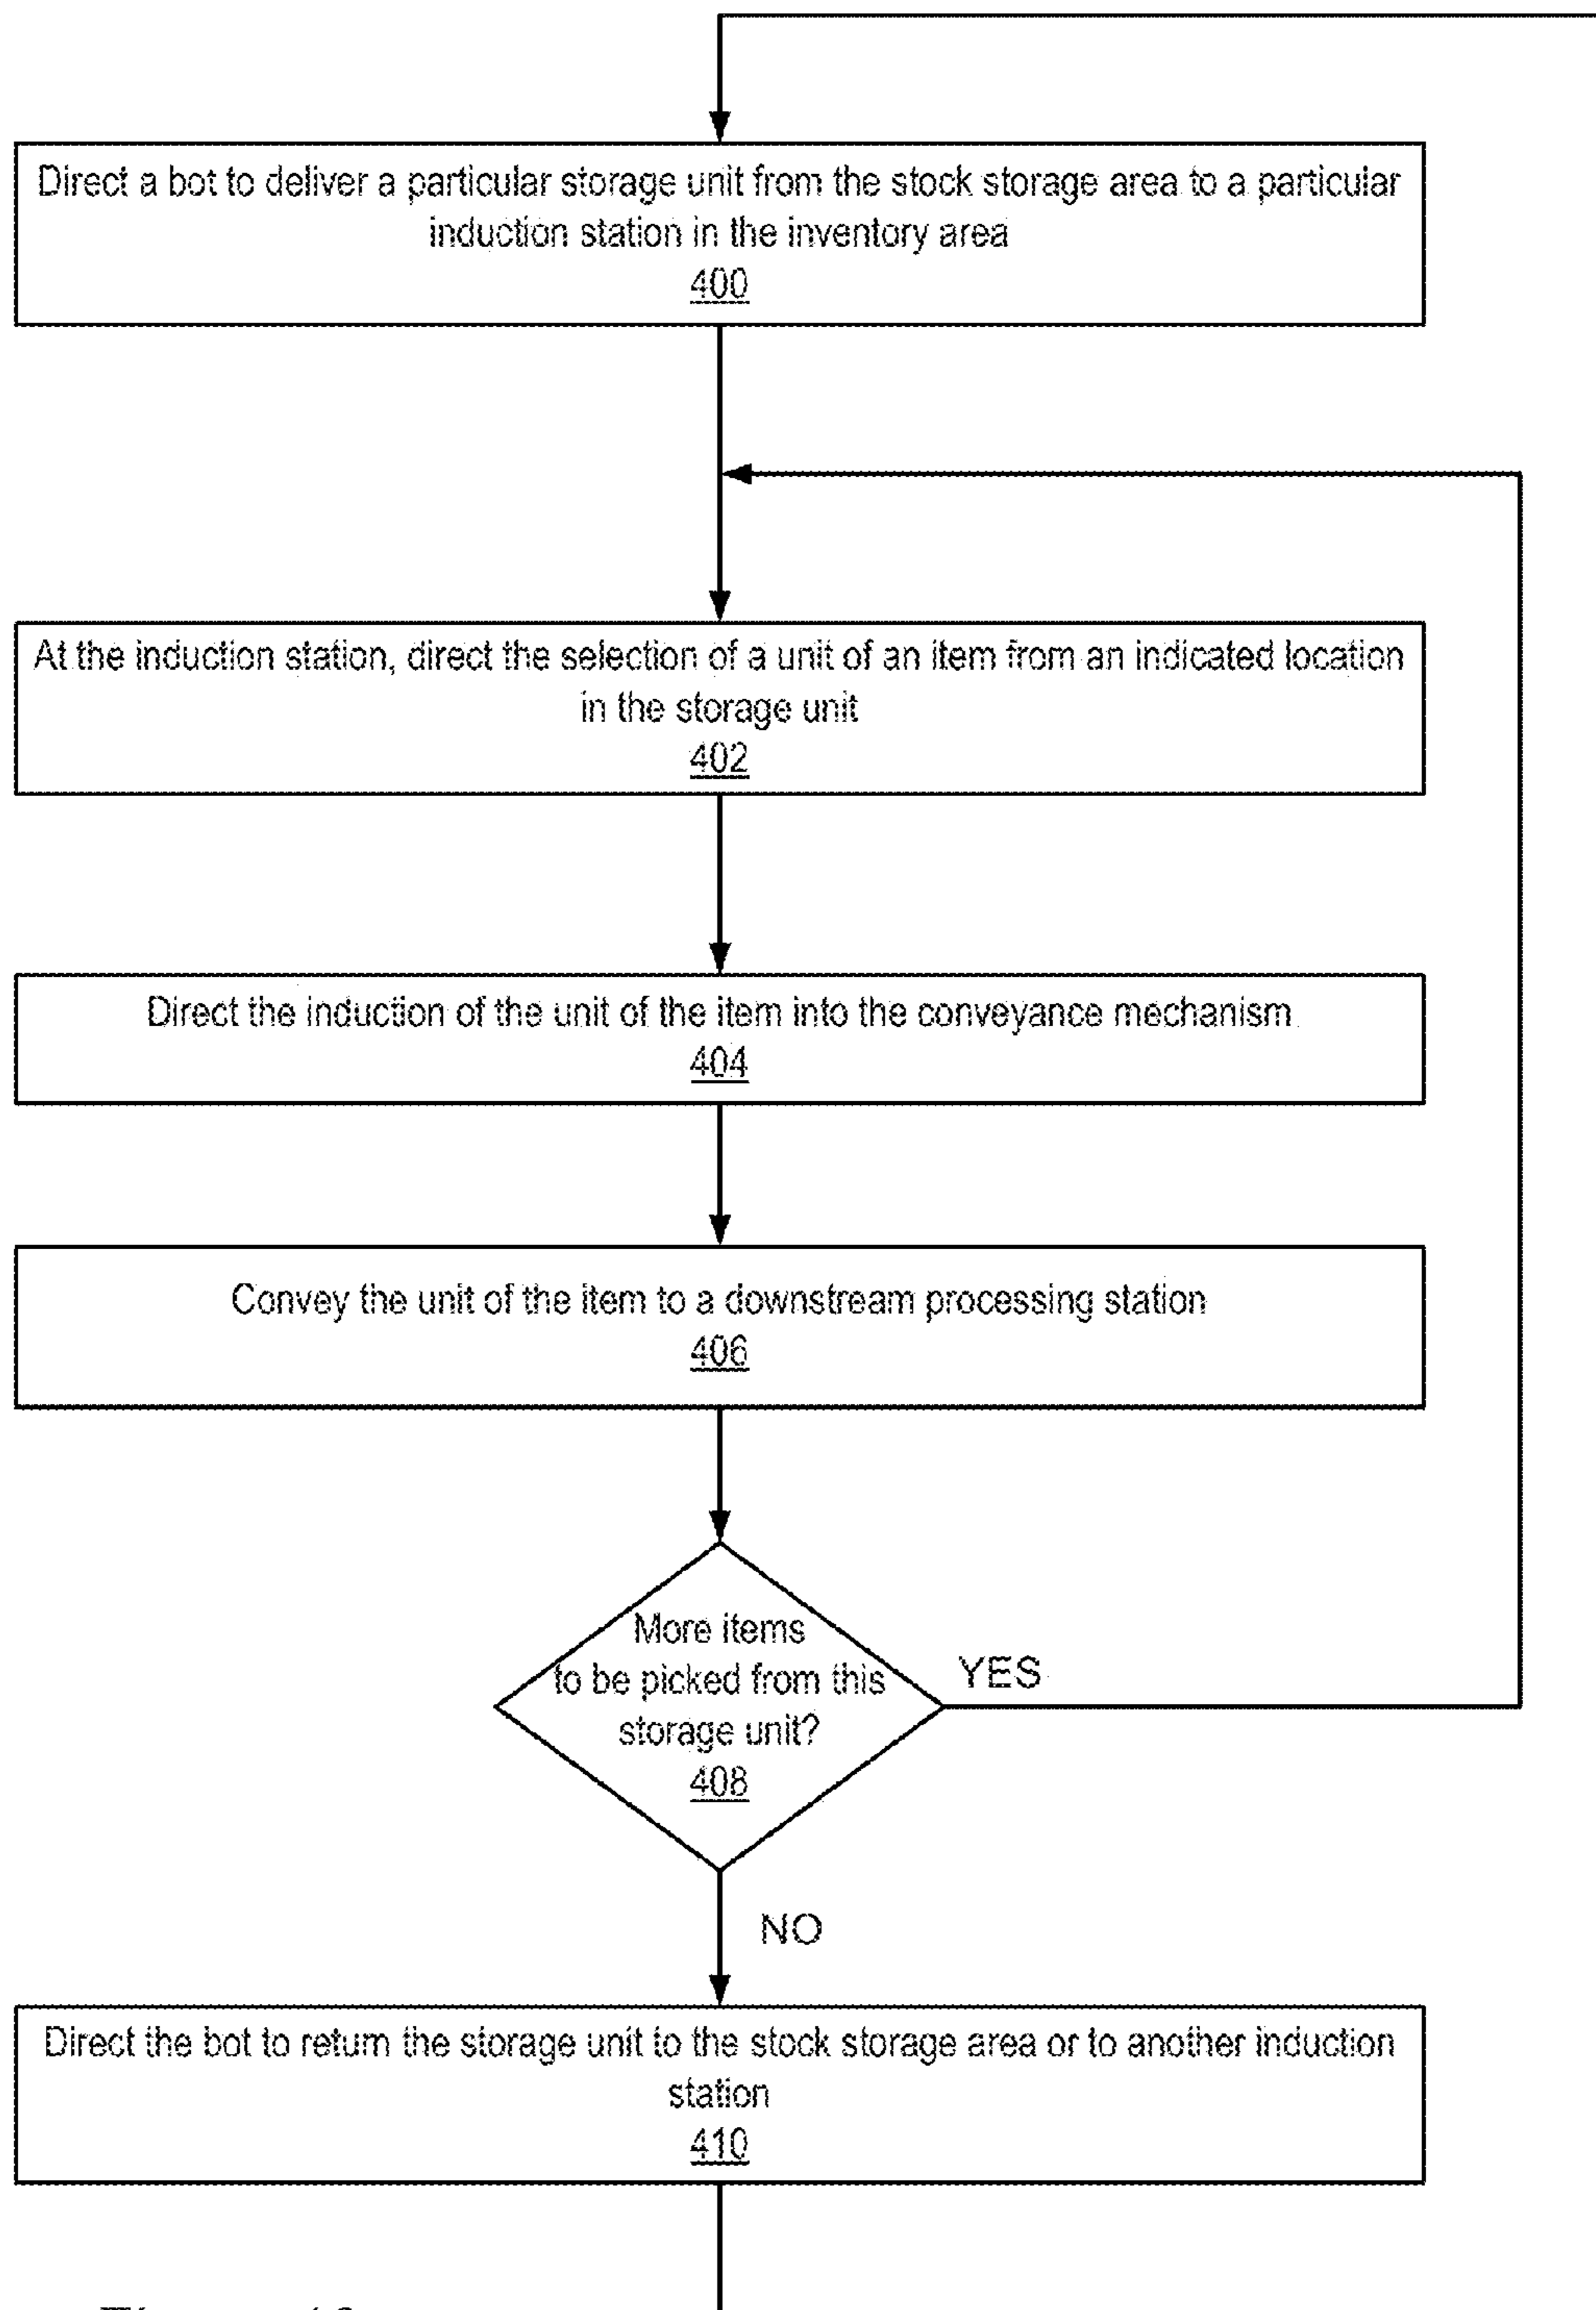 Direct a bot to deliver a particular storage unit from the stock storage area to a particular
induction station in the inventory area
400
At the induction station, direct the selection of a unit of an item from an indicated location
in the storage unit
402
Direct the induction of the unit of the item into the conveyance mechanism
404
Convey the unit of the item to a downstream processing station
406
More items
to be picked from this
storage unit?
408
YES
NO
Direct the bot to return the storage unit to the stock storage area or to another induction
station
410